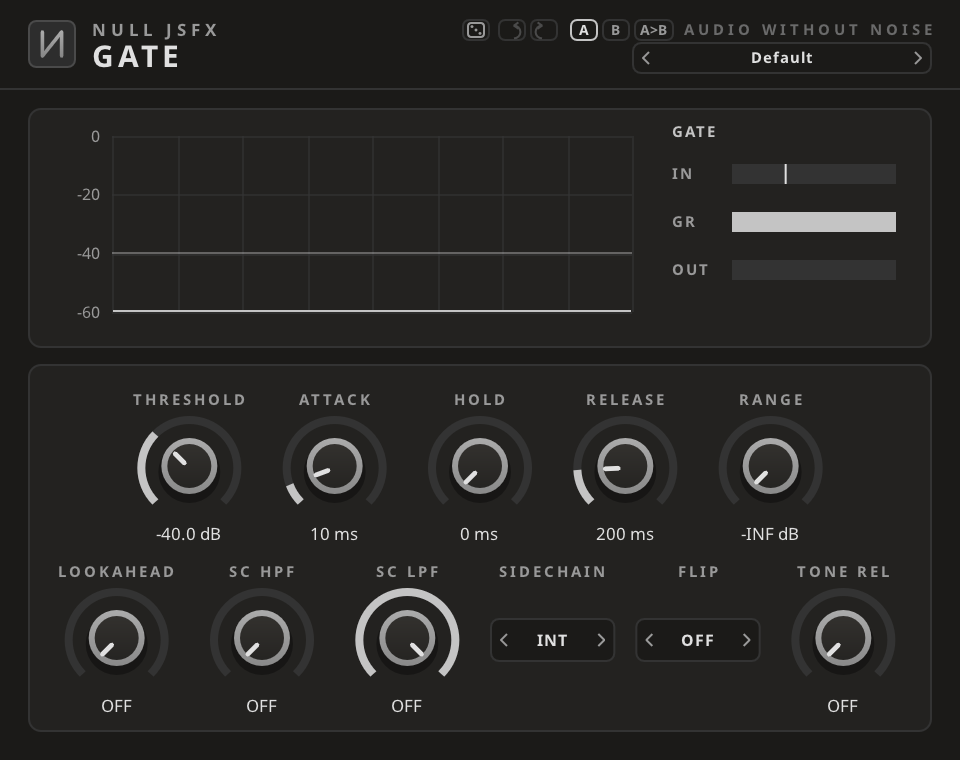 NULL JSFX
GATE
A B A>B AUDIO WITHOUT NOISE
Default
0
-20
-40
-60
GATE
IN
GR
OUT
THRESHOLD ATTACK HOLD RELEASE RANGE
-40.0 dB 10 ms 0 ms 200 ms -INF dB
LOOKAHEAD SC HPF SC LPF SIDECHAIN FLIP TONE REL
INT OFF
OFF OFF OFF OFF